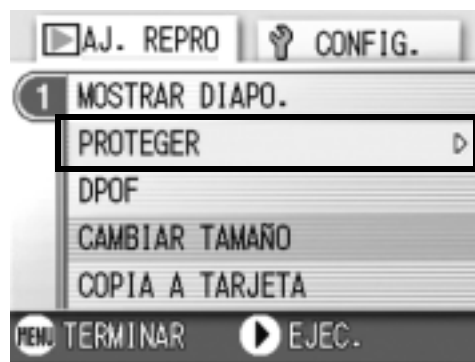 AJ. REPRO CONFIG.
1 MOSTRAR DIAPO.
PROTEGER
DPOF
CAMBIAR TAMAÑO
COPIA A TARJETA
MENU TERMINAR EJEC.